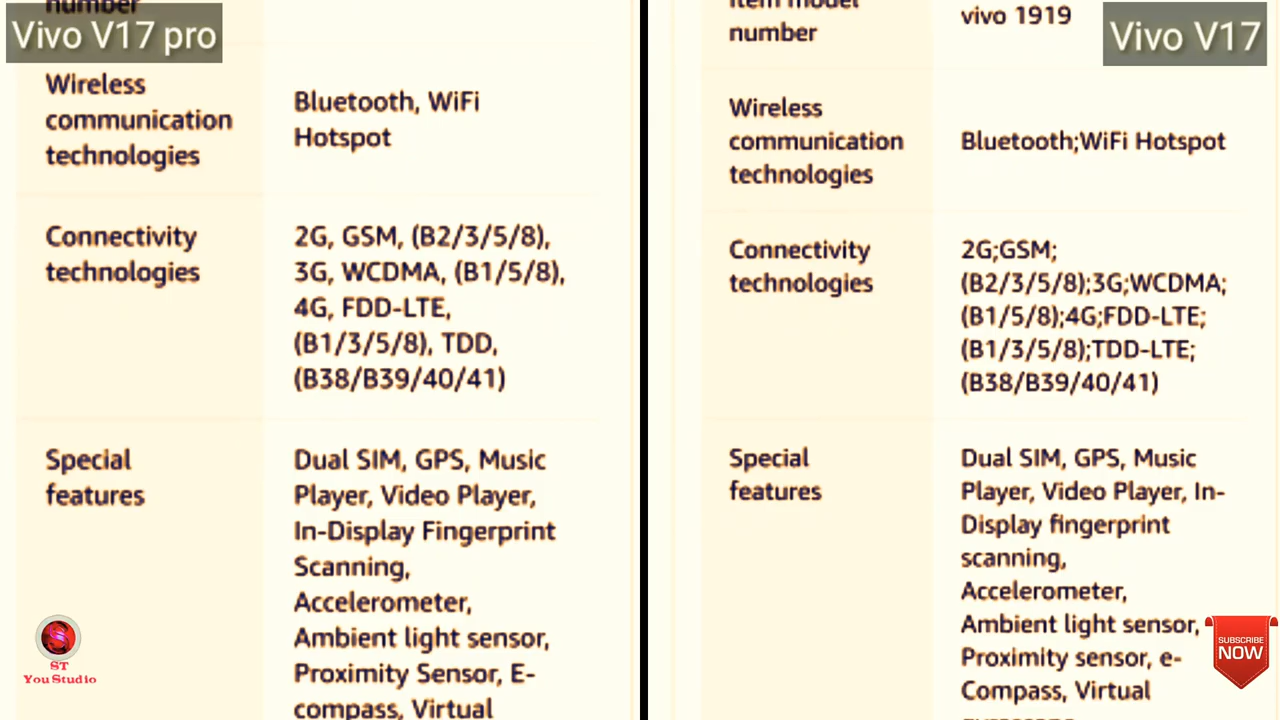 number
Vivo V17 pro
Wireless
communication
technologies
Bluetooth, WiFi
Hotspot
Connectivity
technologies
2G, GSM, (B2/3/5/8),
3G, WCDMA, (B1/5/8),
4G, FDD-LTE,
(B1/3/5/8), TDD,
(B38/B39/40/41)
Special
features
Dual SIM, GPS, Music
Player, Video Player,
In-Display Fingerprint
Scanning,
Accelerometer,
Ambient light sensor,
Proximity Sensor, E-
compass, Virtual
ST
YouStudio
Item model
number
vivo 1919
Vivo V17
Wireless
communication
technologies
Bluetooth;WiFi Hotspot
Connectivity
technologies
2G;GSM;
(B2/3/5/8);3G;WCDMA;
(B1/5/8);4G;FDD-LTE;
(B1/3/5/8);TDD-LTE;
(B38/B39/40/41)
Special
features
Dual SIM, GPS, Music
Player, Video Player, In-
Display fingerprint
scanning,
Accelerometer,
Ambient light sensor,
Proximity sensor, e-
Compass, Virtual
SUBSCRIBE
NOW